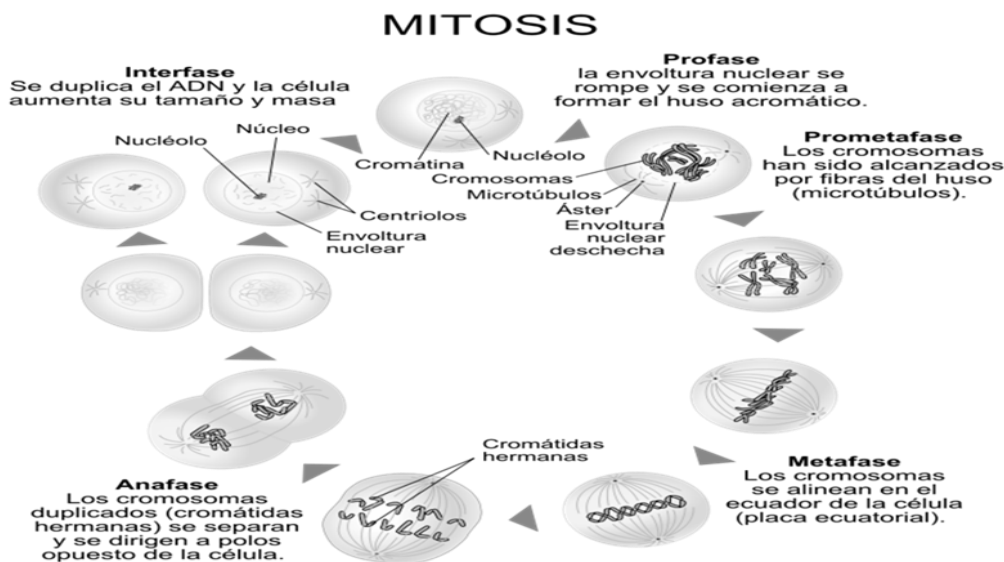 MITOSIS
Interfase
Se duplica el ADN y la célula
aumenta su tamaño y masa
Profase
la envoltura nuclear se
rompe y se comienza a
formar el huso acromático.
Nucléolo
Núcleo
Cromatina
Nucléolo
Centriolos
Envoltura
nuclear
Cromosomas
Microtúbulos
Áster
Envoltura
nuclear
deschecha
Prometafase
Los cromosomas
han sido alcanzados
por fibras del huso
(microtúbulos).
Metafase
Los cromosomas
se alinean en el
ecuador de la célula
(placa ecuatorial).
Cromátidas
hermanas
Anafase
Los cromosomas
duplicados (cromátidas
hermanas) se separan
y se dirigen a polos
opuesto de la célula.